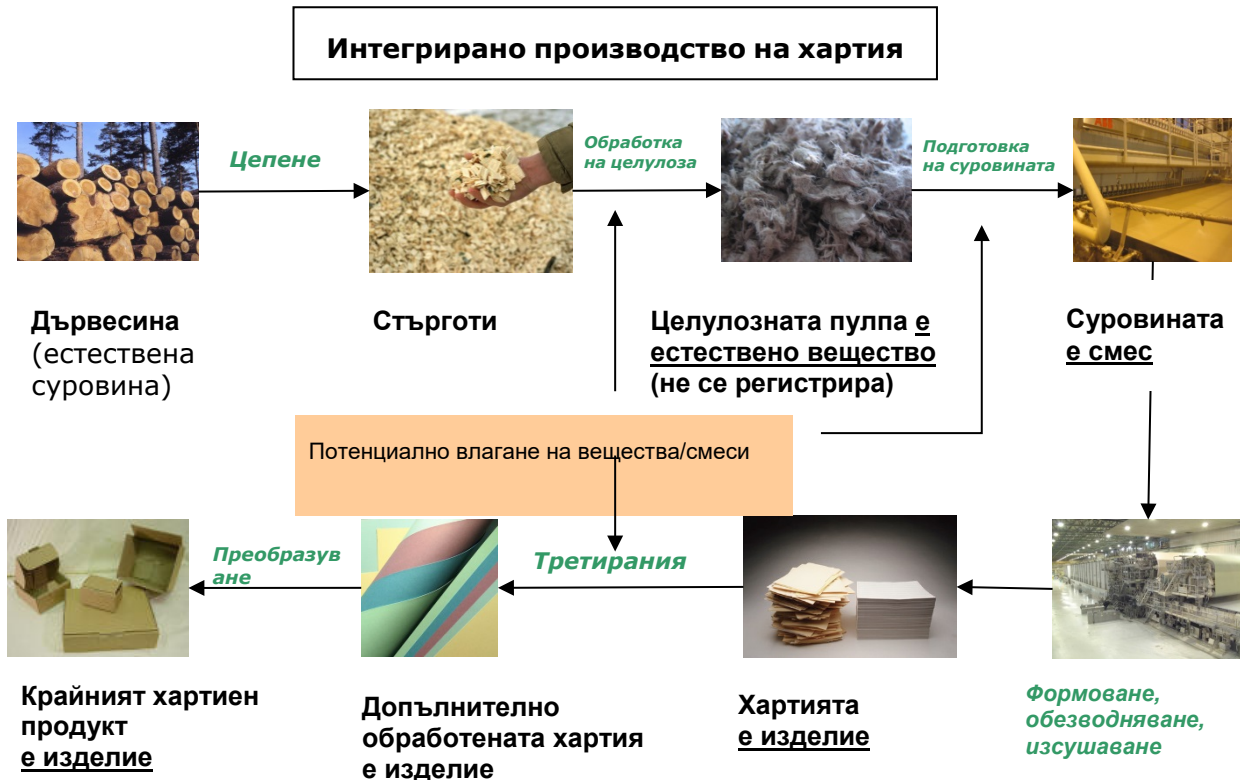 Интегрирано производство на хартия
Цепене
Обработка
на целулоза
Подготовка
на суровината
Дървесина
(естествена
суровина)
Стърготи
Целулозната пулпа е
естествено вещество
(не се регистрира)
Суровината
е смес
Потенциално влагане на вещества/смеси
Преобразув
ане
Третирания
Крайният хартиен
продукт
е изделие
Допълнително
обработената хартия
е изделие
Хартията
е изделие
Формоване,
обезводняване,
изсушаване